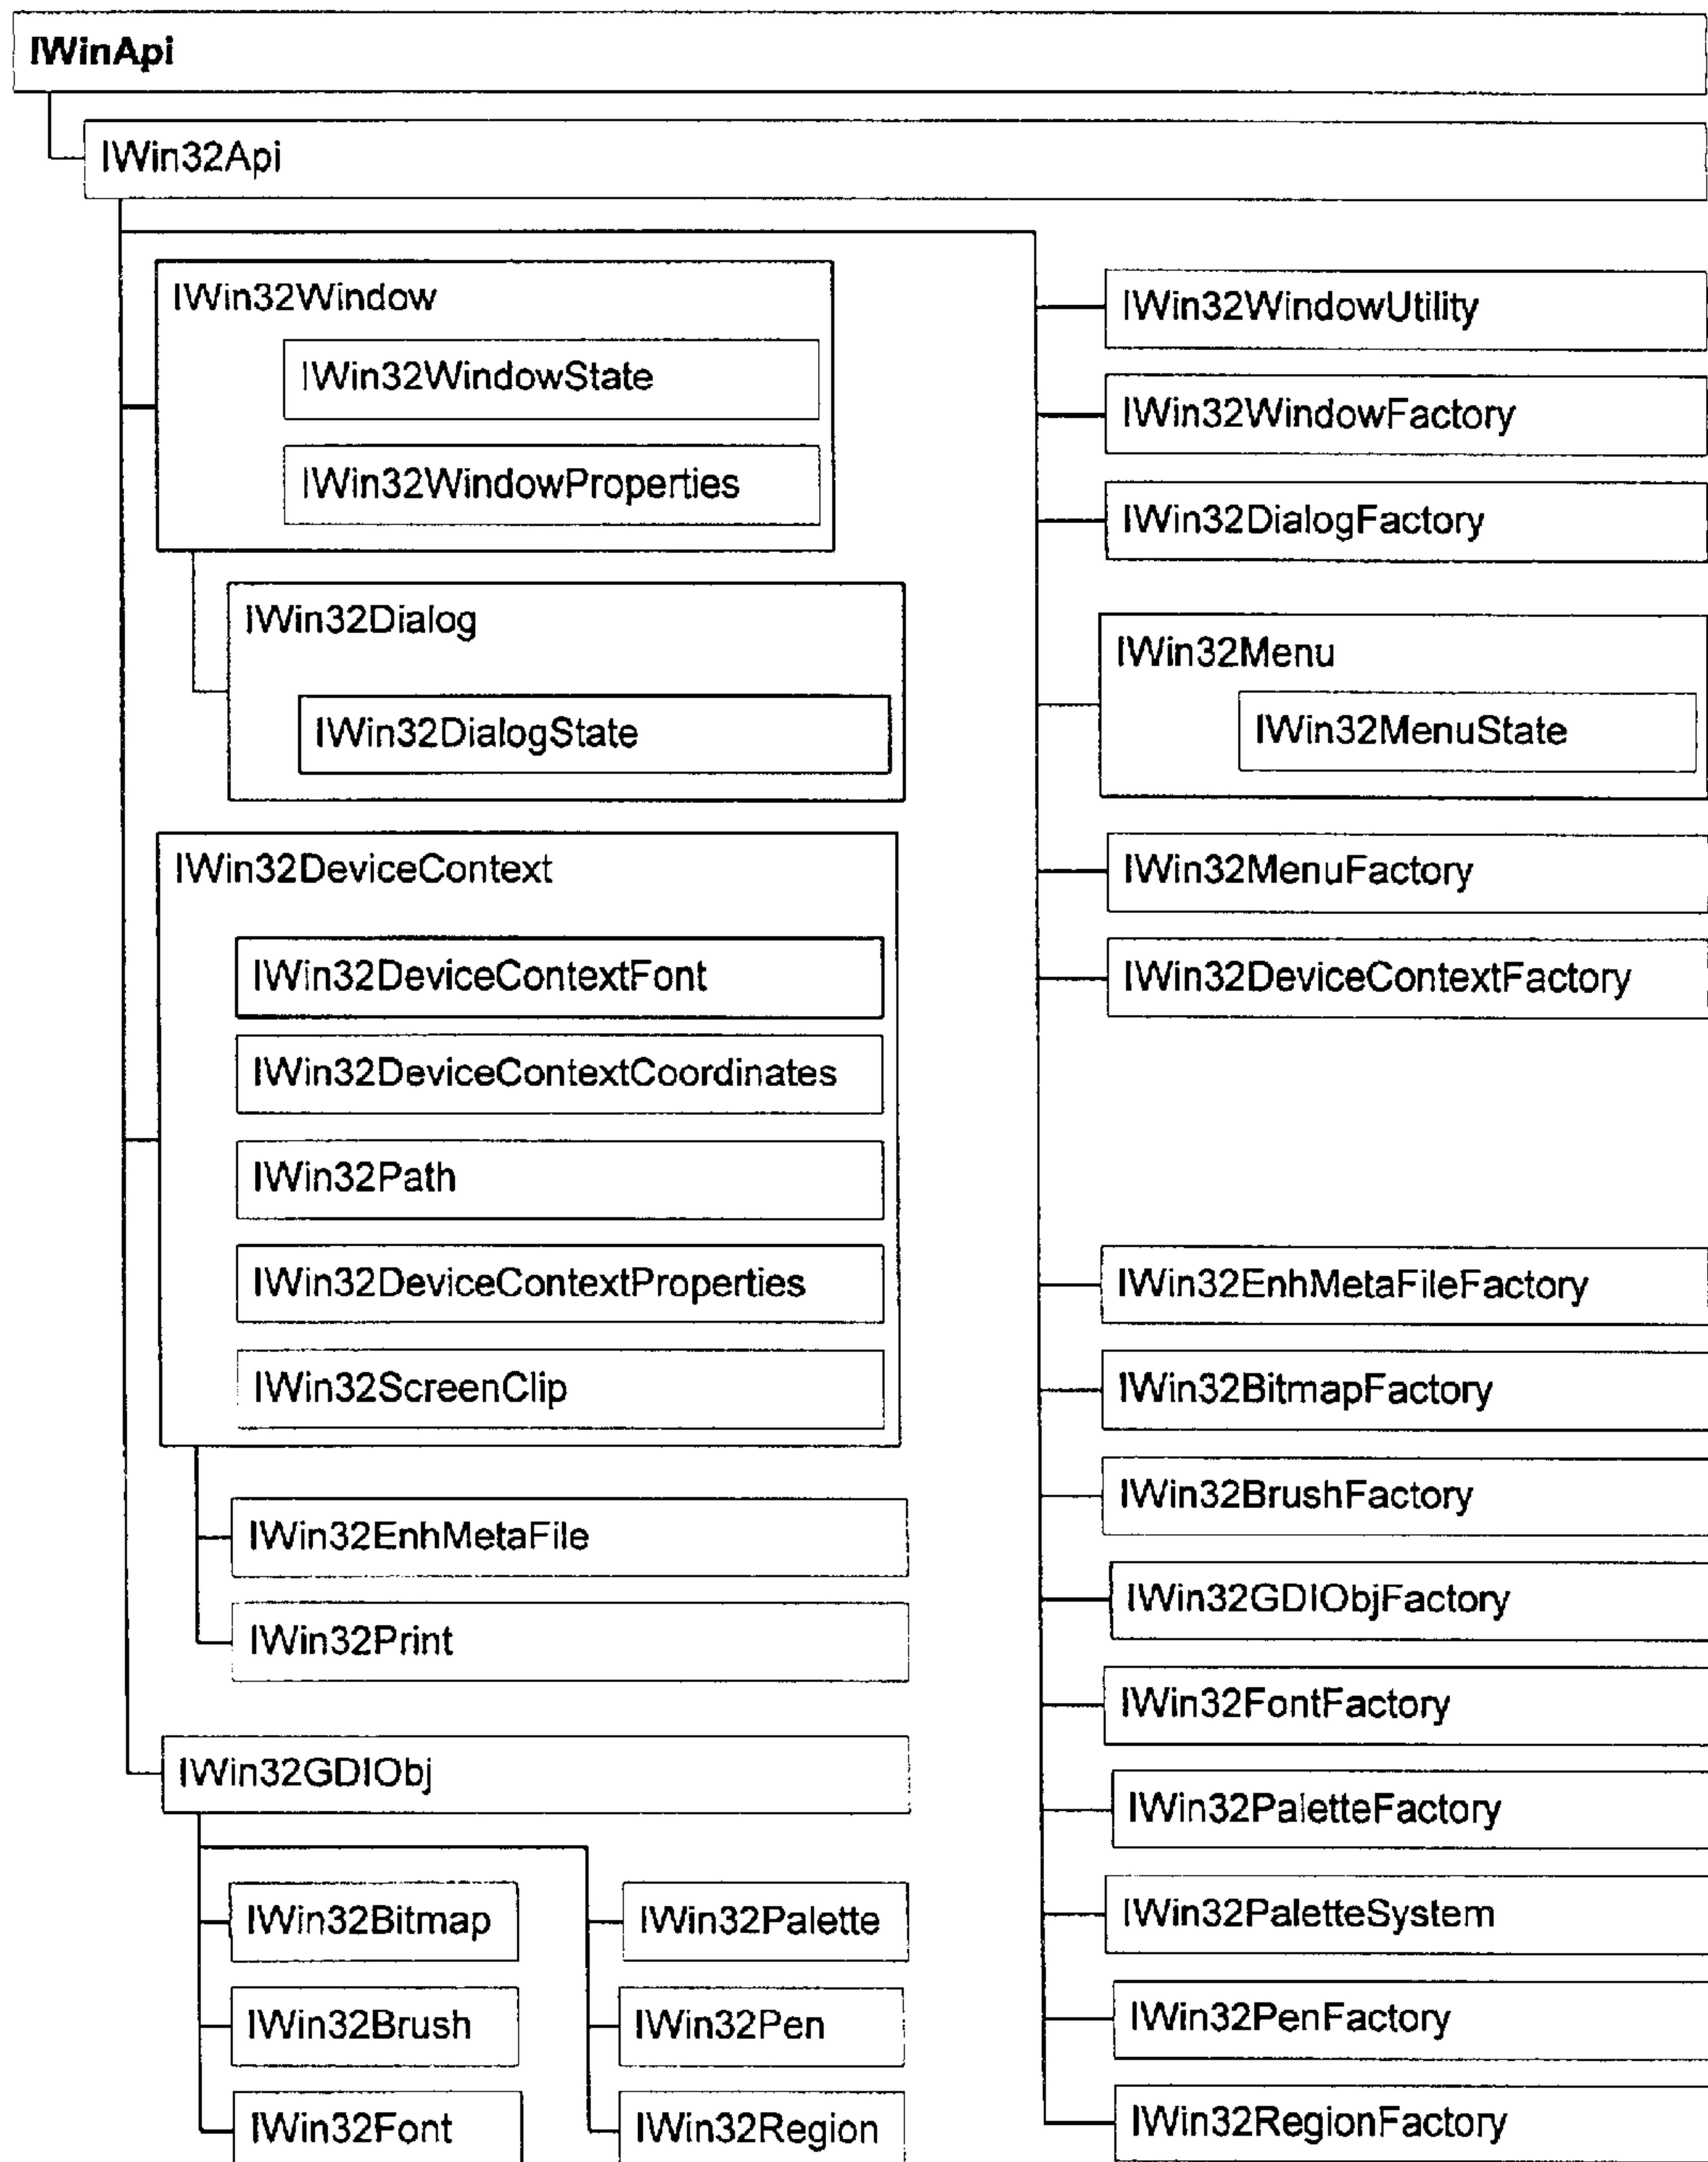 IWinApi
IWin32Api
IWin32Window
IWin32WindowState
IWin32WindowProperties
IWin32Dialog
IWin32DialogState
IWin32DeviceContext
IWin32DeviceContextFont
IWin32DeviceContextCoordinates
IWin32Path
IWin32DeviceContextProperties
IWin32ScreenClip
IWin32EnhMetaFile
IWin32Print
IWin32GDIObj
IWin32Bitmap
IWin32Brush
IWin32Font
IWin32Palette
IWin32Pen
IWin32Region
IWin32WindowUtility
IWin32WindowFactory
IWin32DialogFactory
IWin32Menu
IWin32MenuState
IWin32MenuFactory
IWin32DeviceContextFactory
IWin32EnhMetaFileFactory
IWin32BitmapFactory
IWin32BrushFactory
IWin32GDIObjFactory
IWin32FontFactory
IWin32PaletteFactory
IWin32PaletteSystem
IWin32PenFactory
IWin32RegionFactory